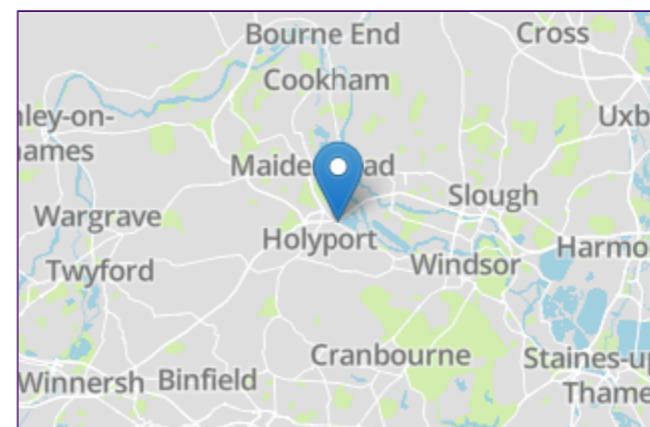 Bourne End
Cross
Cookham
nley-on-
ames
Uxb
Maide ad
Slough
Wargrave
Holyport
Harmo
Twyford
Windsor
Cranbourne
Staines-up
Thame
Winnersh
Binfield